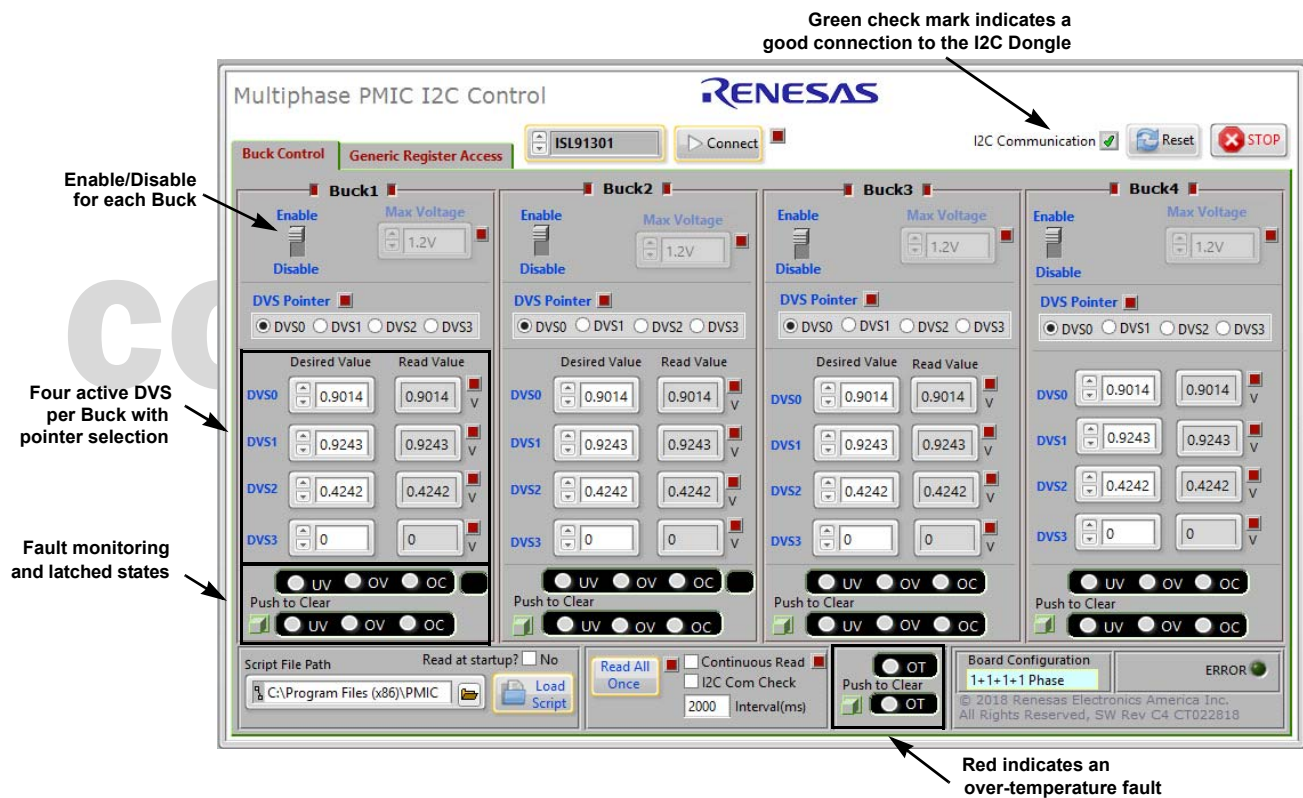 Green check mark indicates a
good connection to the I2C Dongle
Multiphase PMIC I2C Control
RENESAS
ISL91301
Connect
I2C Communication
Reset
STOP
Buck Control
Generic Register Access
Enable/Disable
for each Buck
Buck1
Buck2
Buck3
Buck4
Enable
Max Voltage
Enable
Max Voltage
Enable
Max Voltage
Enable
Max Voltage
1.2V
1.2V
1.2V
1.2V
Disable
Disable
Disable
Disable
DVS Pointer
DVS Pointer
DVS Pointer
DVS Pointer
DVS0 DVS1 DVS2 DVS3
DVS0 DVS1 DVS2 DVS3
DVS0 DVS1 DVS2 DVS3
DVS0 DVS1 DVS2 DVS3
Four active DVS
per Buck with
pointer selection
Desired Value Read Value
Desired Value Read Value
Desired Value Read Value
DVS0 0.9014 0.9014 V
DVS0 0.9014 0.9014 V
DVS0 0.9014 0.9014 V
DVS0 0.9014 0.9014 V
DVS1 0.9243 0.9243 V
DVS1 0.9243 0.9243 V
DVS1 0.9243 0.9243 V
DVS1 0.9243 0.9243 V
DVS2 0.4242 0.4242 V
DVS2 0.4242 0.4242 V
DVS2 0.4242 0.4242 V
DVS2 0.4242 0.4242 V
DVS3 0 0 V
DVS3 0 0 V
DVS3 0 0 V
DVS3 0 0 V
Fault monitoring
and latched states
UV OV OC
UV OV OC
UV OV OC
UV OV OC
Push to Clear
Push to Clear
Push to Clear
Push to Clear
UV OV OC
UV OV OC
UV OV OC
UV OV OC
Script File Path
Read at startup? No
C:\Program Files (x86)\PMIC
Load
Script
Read All
Once
Continuous Read
I2C Com Check
2000 Interval(ms)
OT
Push to Clear
OT
Board Configuration
1+1+1+1 Phase
ERROR
© 2018 Renesas Electronics America Inc.
All Rights Reserved, SW Rev C4 CT022818
Red indicates an
over-temperature fault